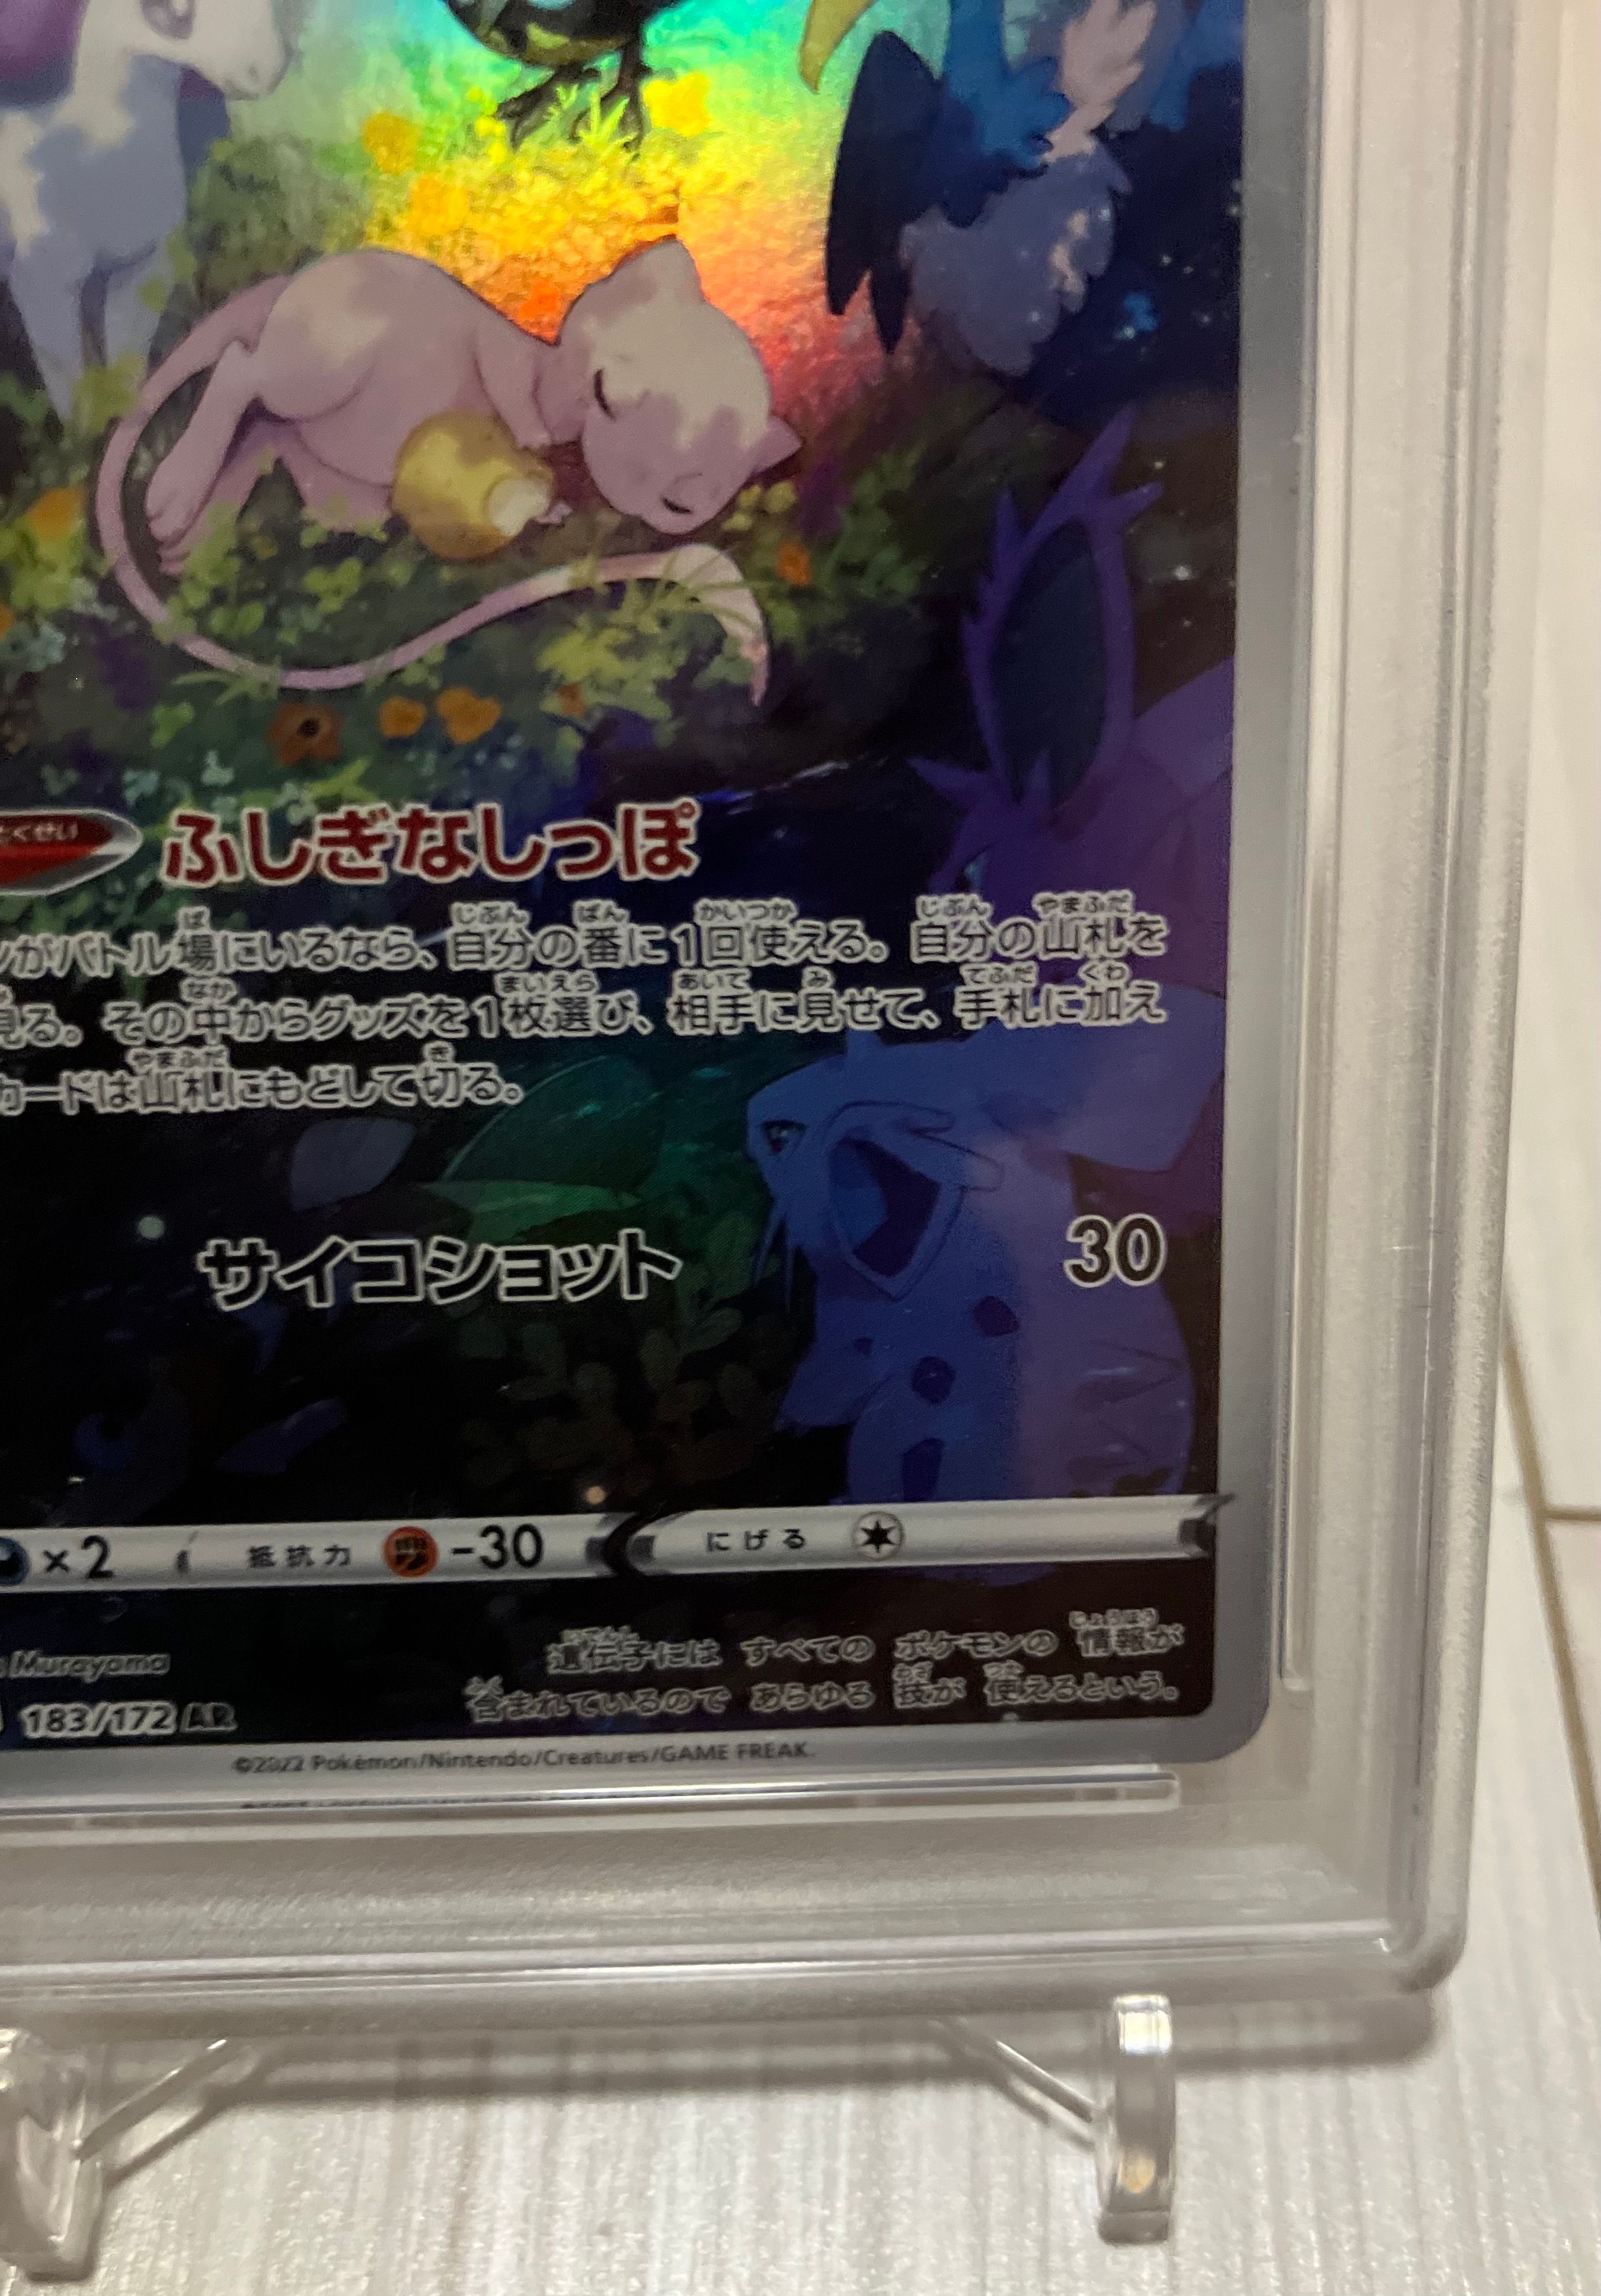 とくせい ふしぎなしっぽ
ンがバトル場にいるなら、自分の番に1回使える。自分の山札を
見る。その中からグッズを1枚選び、相手に見せて、手札に加え
カードは山札にもどして切る。
サイコショット 30
×2 抵抗力 -30 にげる
Murayama
遺伝子には すべての ポケモンの 情報が
含まれているので あらゆる 技が 使えるという。
183/172 AR
©2022 Pokémon/Nintendo/Creatures/GAME FREAK.